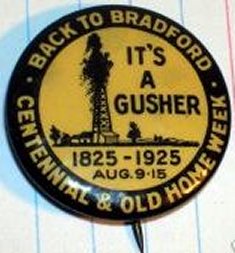 · BACK TO BRADFORD ·
IT'S
A
GUSHER
1825-1925
AUG. 9-15
CENTENNIAL & OLD HOME WEEK